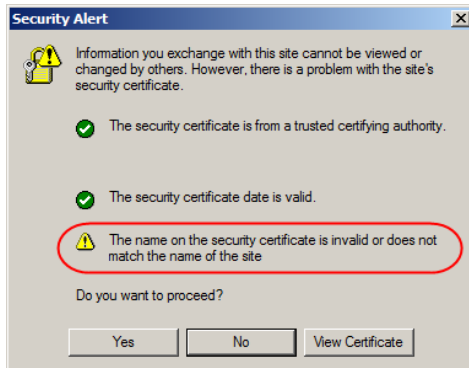 Security Alert
Information you exchange with this site cannot be viewed or
changed by others. However, there is a problem with the site's
security certificate.
The security certificate is from a trusted certifying authority.
The security certificate date is valid.
The name on the security certificate is invalid or does not
match the name of the site
Do you want to proceed?
Yes
No
View Certificate